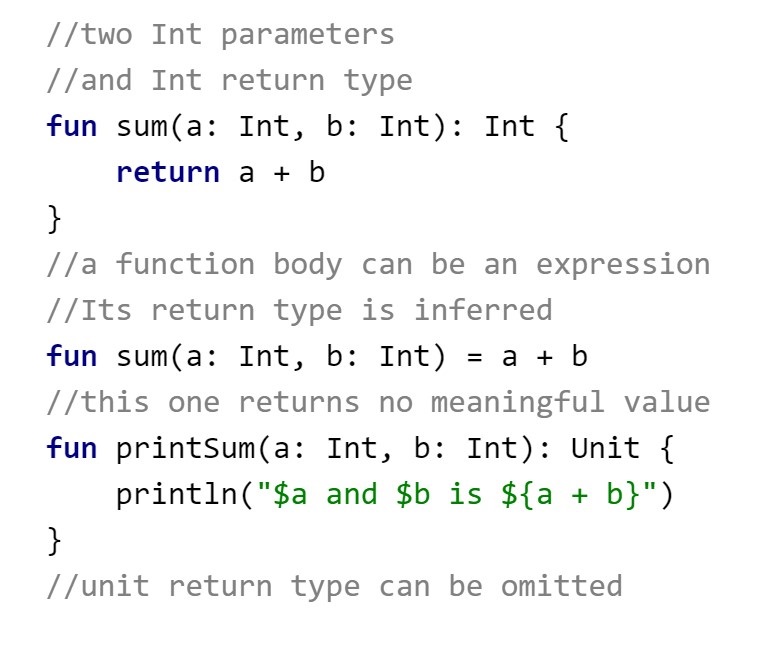 //two Int parameters
//and Int return type
fun sum(a: Int, b: Int): Int {
    return a + b
}
//a function body can be an expression
//Its return type is inferred
fun sum(a: Int, b: Int) = a + b
//this one returns no meaningful value
fun printSum(a: Int, b: Int): Unit {
    println("$a and $b is ${a + b}")
}
//unit return type can be omitted